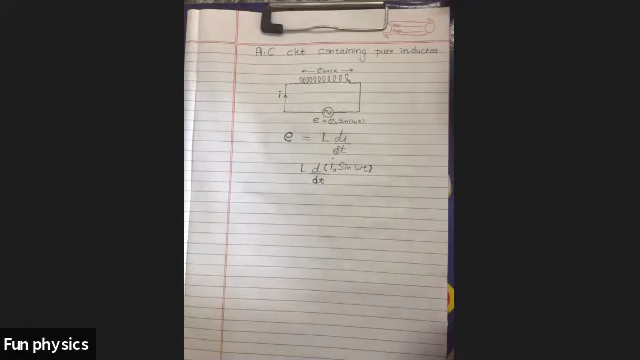 A.C ckt containing pure inductor
i
e = e₀ Sin(ωt)
e = L di
dt
L d (I₀ Sin ωt)
dt
Fun physics